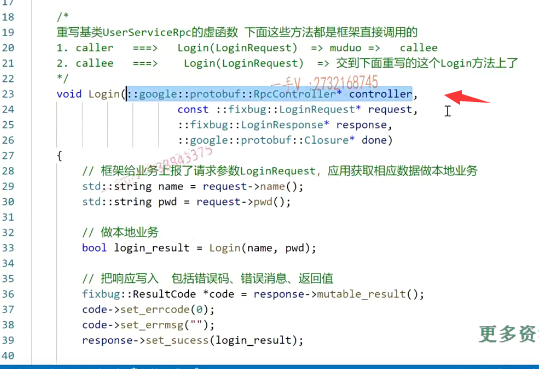 17
18 /*
19 重写基类UserServiceRpc的虚函数 下面这些方法都是框架直接调用的
20 1. caller ===> Login(LoginRequest) => muduo => callee
21 2. callee ===> Login(LoginRequest) => 交到下面重写的这个Login方法上了
22 */
23 void Login(::google::protobuf::RpcController* controller,
24 const ::fixbug::LoginRequest* request,
25 ::fixbug::LoginResponse* response,
26 ::google::protobuf::Closure* done)
27 {
28 // 框架给业务上报了请求参数LoginRequest, 应用获取相应数据做本地业务
29 std::string name = request->name();
30 std::string pwd = request->pwd();
31
32 // 做本地业务
33 bool login_result = Login(name, pwd);
34
35 // 把响应写入 包括错误码、错误消息、返回值
36 fixbug::ResultCode *code = response->mutable_result();
37 code->set_errcode(0);
38 code->set_errmsg("");
39 response->set_sucess(login_result);
40
:2732168745
更多资